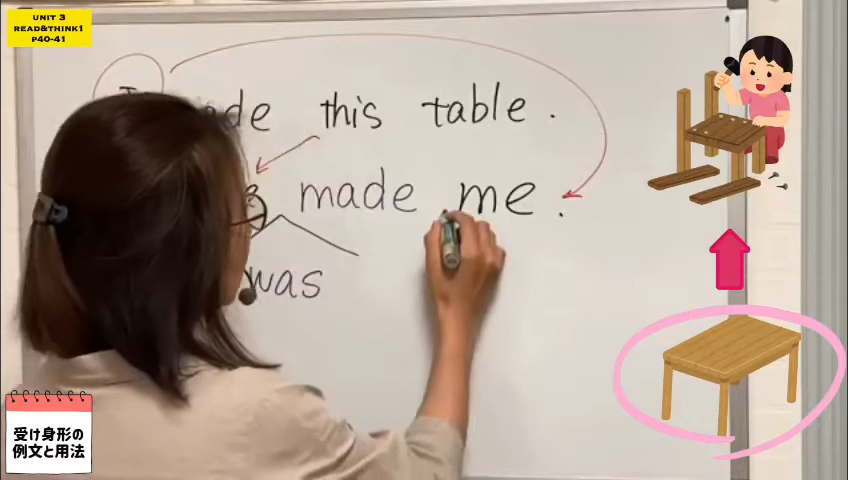 UNIT 3
READ&THINK1
P40-41
this table.
made me.
was
受け身形の
例文と用法